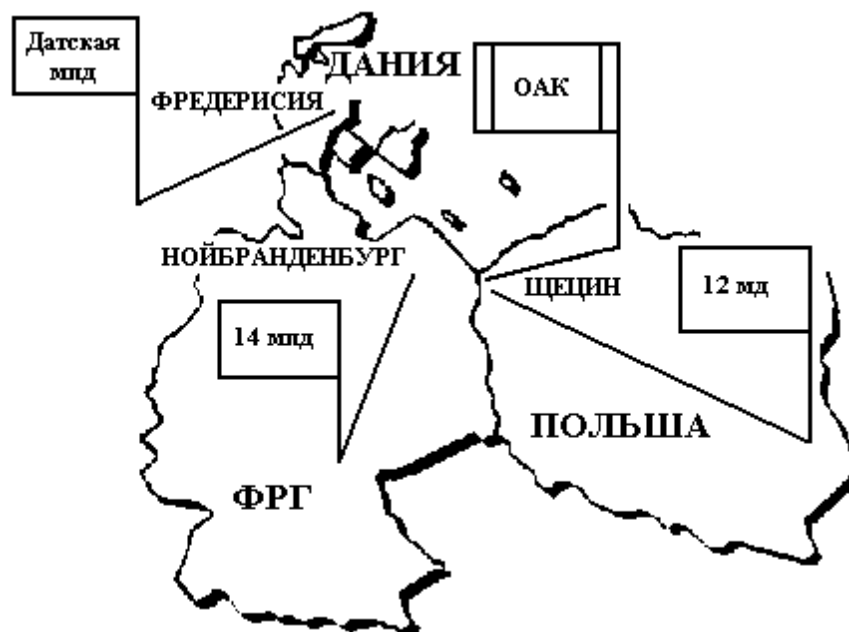 Датская
мпд
ДАНИЯ
ОАК
ФРЕДЕРИСИЯ
НОЙБРАНДЕНБУРГ
ЩЕЦИН
12 мд
14 мпд
ПОЛЬША
ФРГ